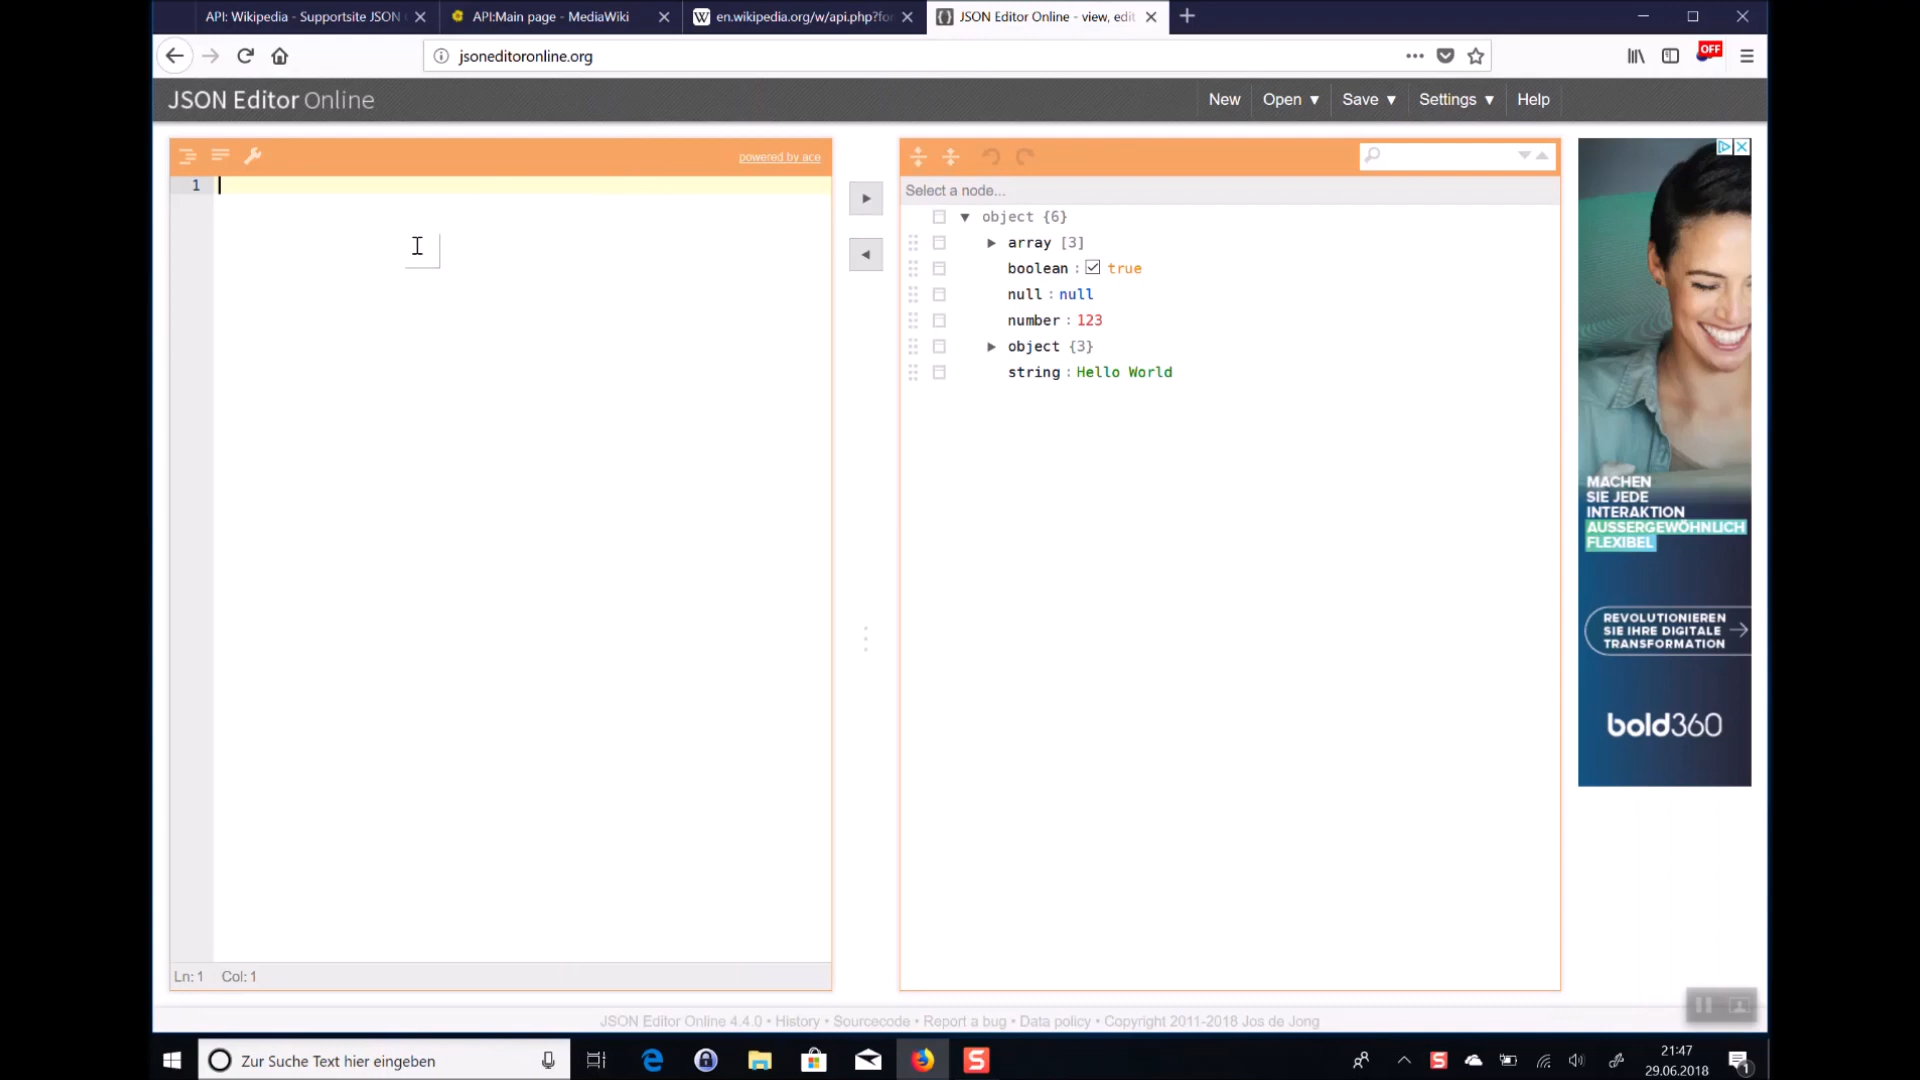 API: Wikipedia - Supportsite JSON
API:Main page - MediaWiki
W en.wikipedia.org/w/api.php?for
JSON Editor Online - view, edit
jsoneditoronline.org
OFF
JSON Editor Online
New
Open
Save
Settings
Help
powered by ace
1
Select a node...
object {6}
array [3]
boolean : true
null : null
number : 123
object {3}
string : Hello World
MACHEN
SIE JEDE
INTERAKTION
AUSSERGEWÖHNLICH
FLEXIBEL
REVOLUTIONIEREN
SIE IHRE DIGITALE
TRANSFORMATION
bold360
Ln: 1 Col: 1
JSON Editor Online 4.4.0 • History • Sourcecode • Report a bug • Data policy • Copyright 2011-2018 Jos de Jong
Zur Suche Text hier eingeben
S
S
21:47
29.06.2018
1